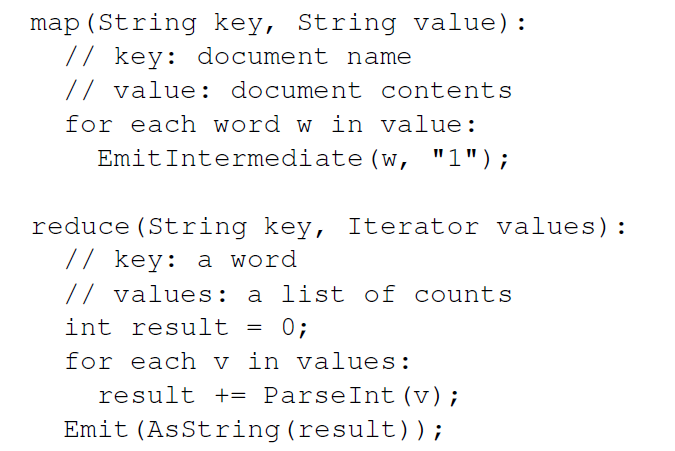 map(String key, String value):
// key: document name
// value: document contents
for each word w in value:
EmitIntermediate(w, "1");
reduce(String key, Iterator values):
// key: a word
// values: a list of counts
int result = 0;
for each v in values:
result += ParseInt(v);
Emit(AsString(result));